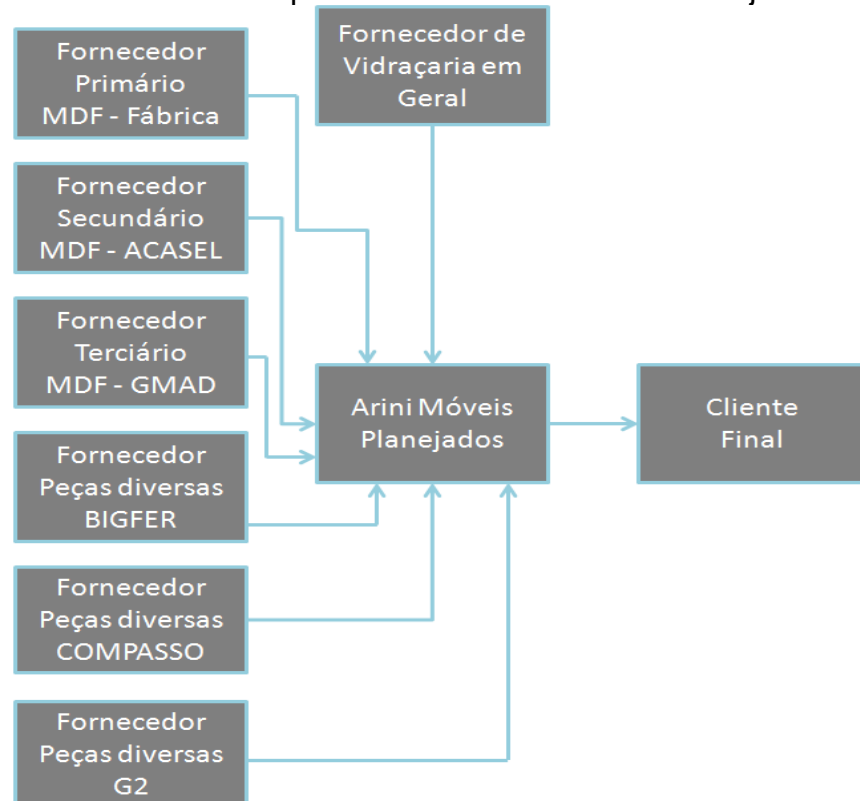 Fornecedor
Primário
MDF - Fábrica
Fornecedor de
Vidraçaria em
Geral
Fornecedor
Secundário
MDF - ACASEL
Fornecedor
Terciário
MDF - GMAD
Arini Móveis
Planejados
Cliente
Final
Fornecedor
Peças diversas
BIGFER
Fornecedor
Peças diversas
COMPASSO
Fornecedor
Peças diversas
G2